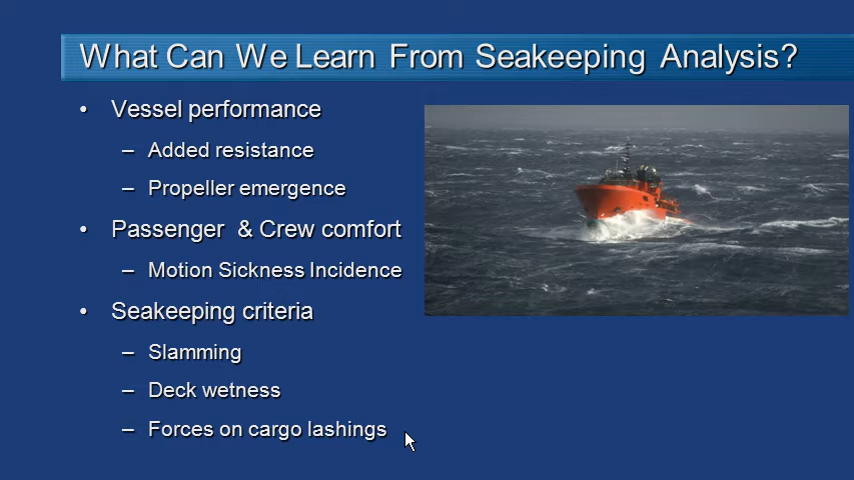 What Can We Learn From Seakeeping Analysis?
• Vessel performance
– Added resistance
– Propeller emergence
• Passenger & Crew comfort
– Motion Sickness Incidence
• Seakeeping criteria
– Slamming
– Deck wetness
– Forces on cargo lashings